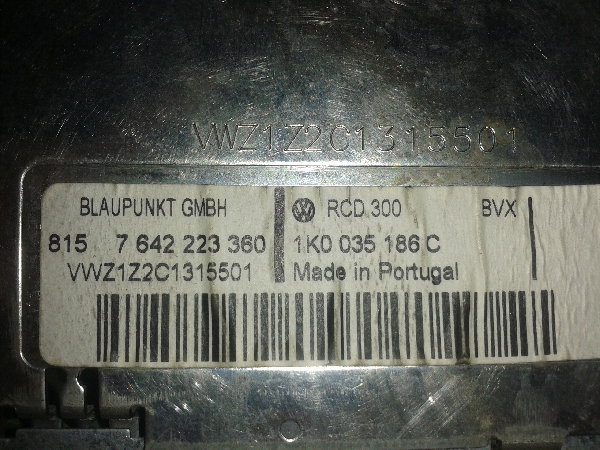 VWZ1Z2C1315501
BLAUPUNKT GMBH
815 7 642 223 360
VWZ1Z2C1315501
RCD 300 BVX
1K0 035 186 C
Made in Portugal